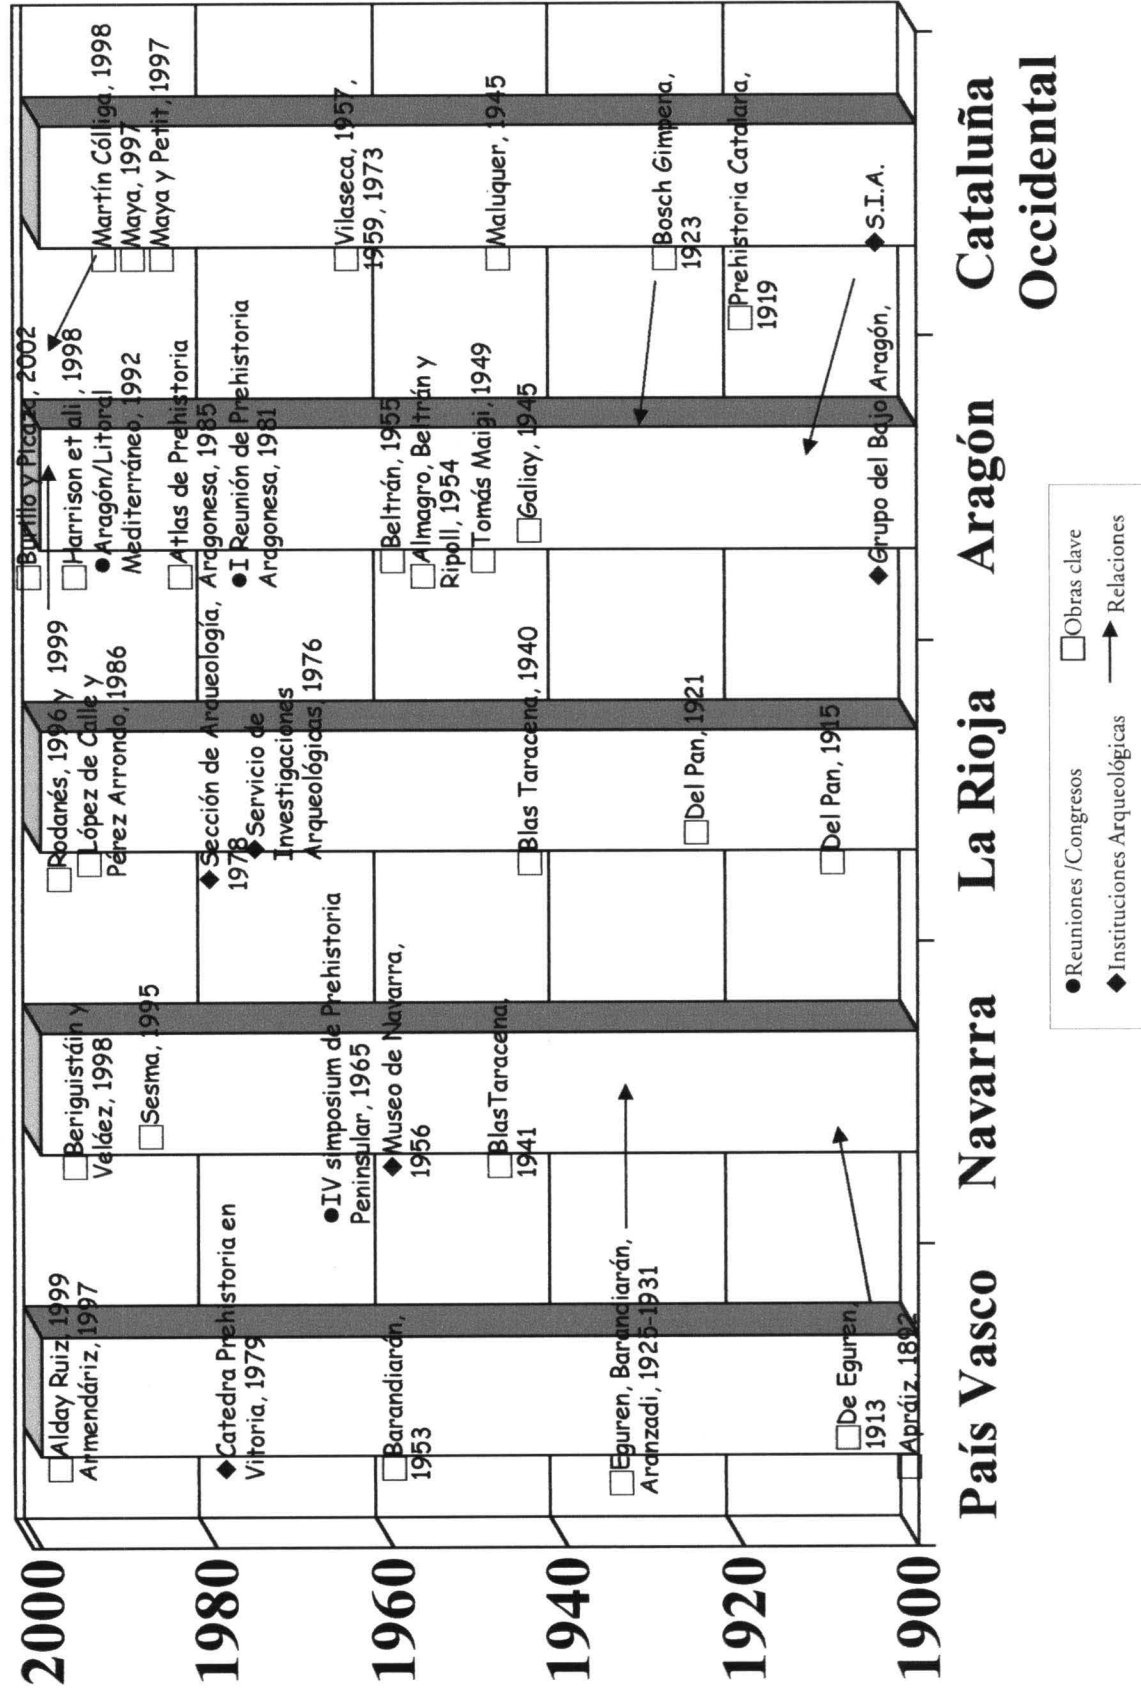 2000
1980
1960
1940
1920
1900
Alday Ruiz, 1999
Armendáriz, 1997
Catedra Prehistoria en
Vitoria, 1979
Barandiarán,
1953
Eguren, Barandiarán,
Aranzadi, 1925-1931
De Eguren,
1913
Apráiz, 1892
Beriguistáin y
Veláez, 1998
Sesma, 1995
IV simposium de Prehistoria
Peninsular, 1965
Museo de Navarra,
1956
BlasTaracena,
1941
Rodanés, 1996 y 1999
López de Calle y
Pérez Arrondo, 1986
Sección de Arqueología,
1978
Servicio de
Investigaciones
Arqueológicas, 1976
Blas Taracena, 1940
Del Pan, 1921
Del Pan, 1915
Burillo y Picazo, 2002
Harrison et ali, 1998
Aragón/Litoral
Mediterráneo, 1992
Atlas de Prehistoria
Aragonesa, 1985
I Reunión de Prehistoria
Aragonesa, 1981
Beltrán, 1955
Almagro, Beltrán y
Ripoll, 1954
Tomás Maigi, 1949
Galiay, 1945
Grupo del Bajo Aragón,
Martín Cólliga, 1998
Maya, 1997
Maya y Petit, 1997
Vilaseca, 1957,
1959, 1973
Maluquer, 1945
Bosch Gimpera,
1923
Prehistoria Catalara,
1919
S.I.A.
País Vasco
Navarra
La Rioja
Aragón
Cataluña
Occidental
Reuniones /Congresos
Obras clave
Instituciones Arqueológicas
Relaciones